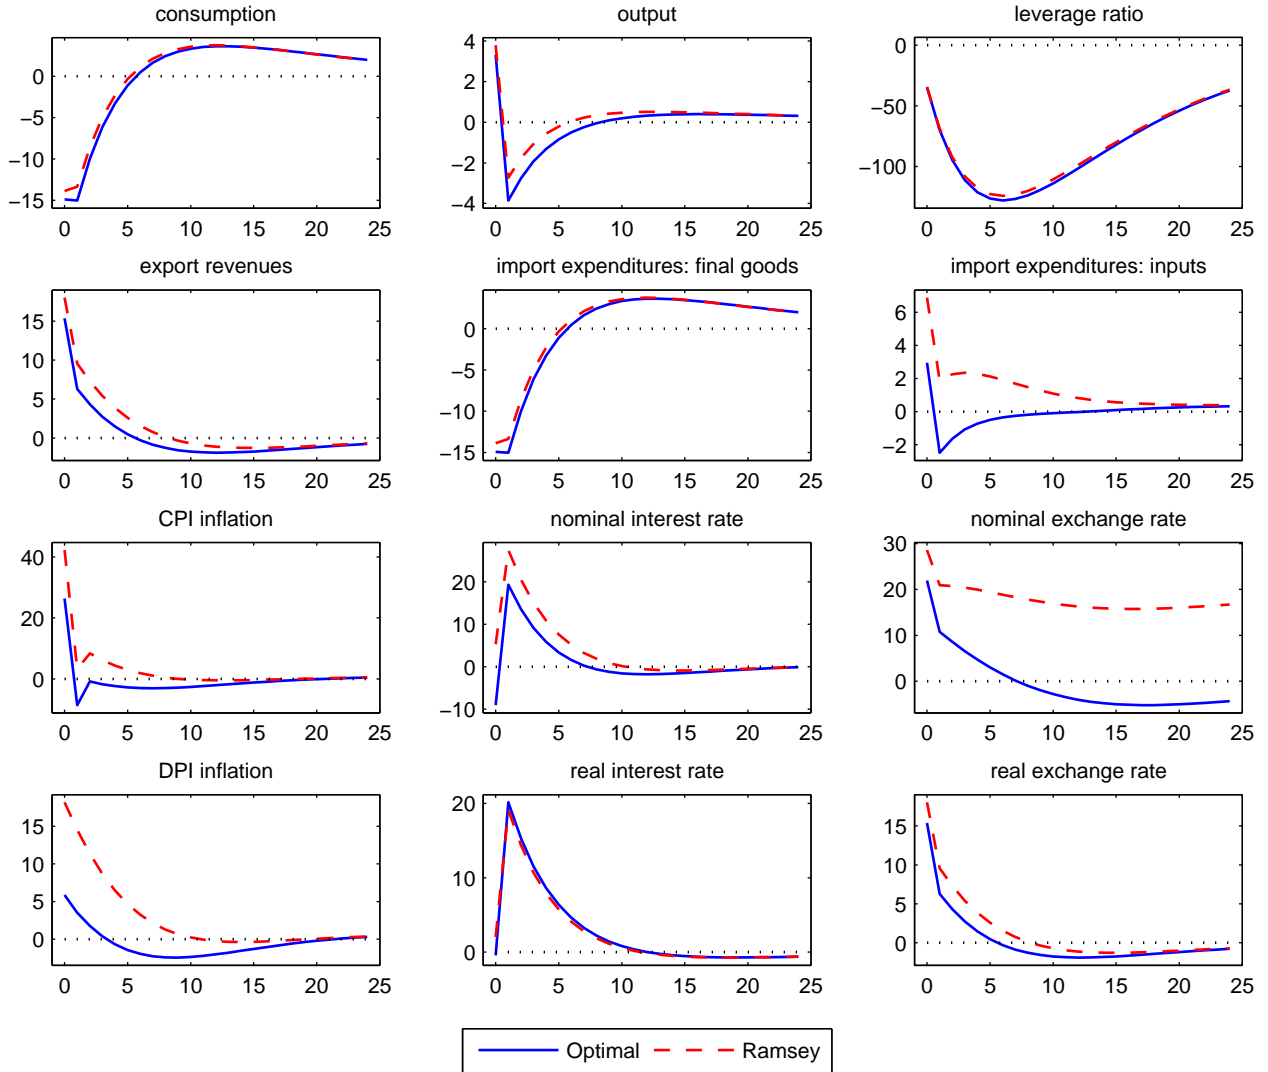 consumption output leverage ratio
0 −5 −10 −15
4 2 0 −2 −4
0 −50 −100
0 5 10 15 20 25 0 5 10 15 20 25 0 5 10 15 20 25
export revenues import expenditures: final goods import expenditures: inputs
15 10 5 0
0 −5 −10 −15
6 4 2 0 −2
0 5 10 15 20 25 0 5 10 15 20 25 0 5 10 15 20 25
CPI inflation nominal interest rate nominal exchange rate
40 20 0
20 10 0 −10
30 20 10 0
0 5 10 15 20 25 0 5 10 15 20 25 0 5 10 15 20 25
DPI inflation real interest rate real exchange rate
15 10 5 0
20 10 0
15 10 5 0
0 5 10 15 20 25 0 5 10 15 20 25 0 5 10 15 20 25
Optimal Ramsey